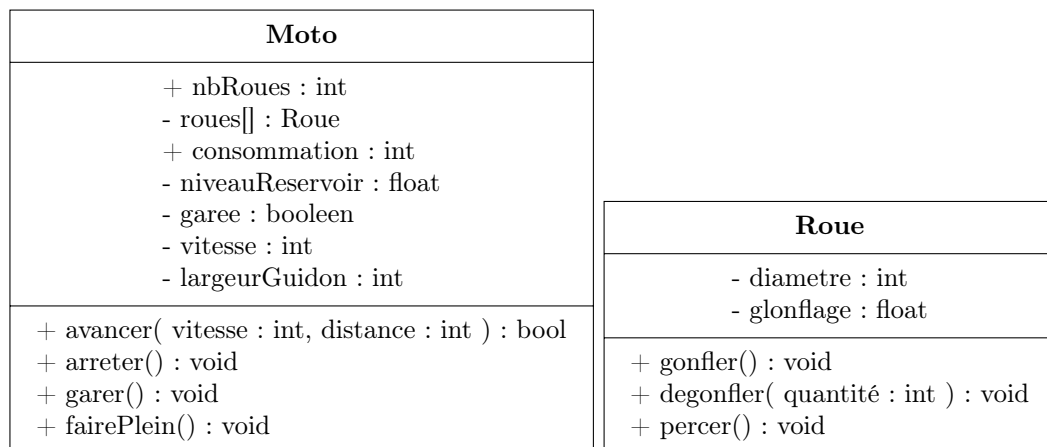 Moto
+ nbRoues : int
- roues[] : Roue
+ consommation : int
- niveauReservoir : float
- garee : booleen
- vitesse : int
- largeurGuidon : int
+ avancer( vitesse : int, distance : int ) : bool
+ arreter() : void
+ garer() : void
+ fairePlein() : void
Roue
- diametre : int
- glonflage : float
+ gonfler() : void
+ degonfler( quantité : int ) : void
+ percer() : void